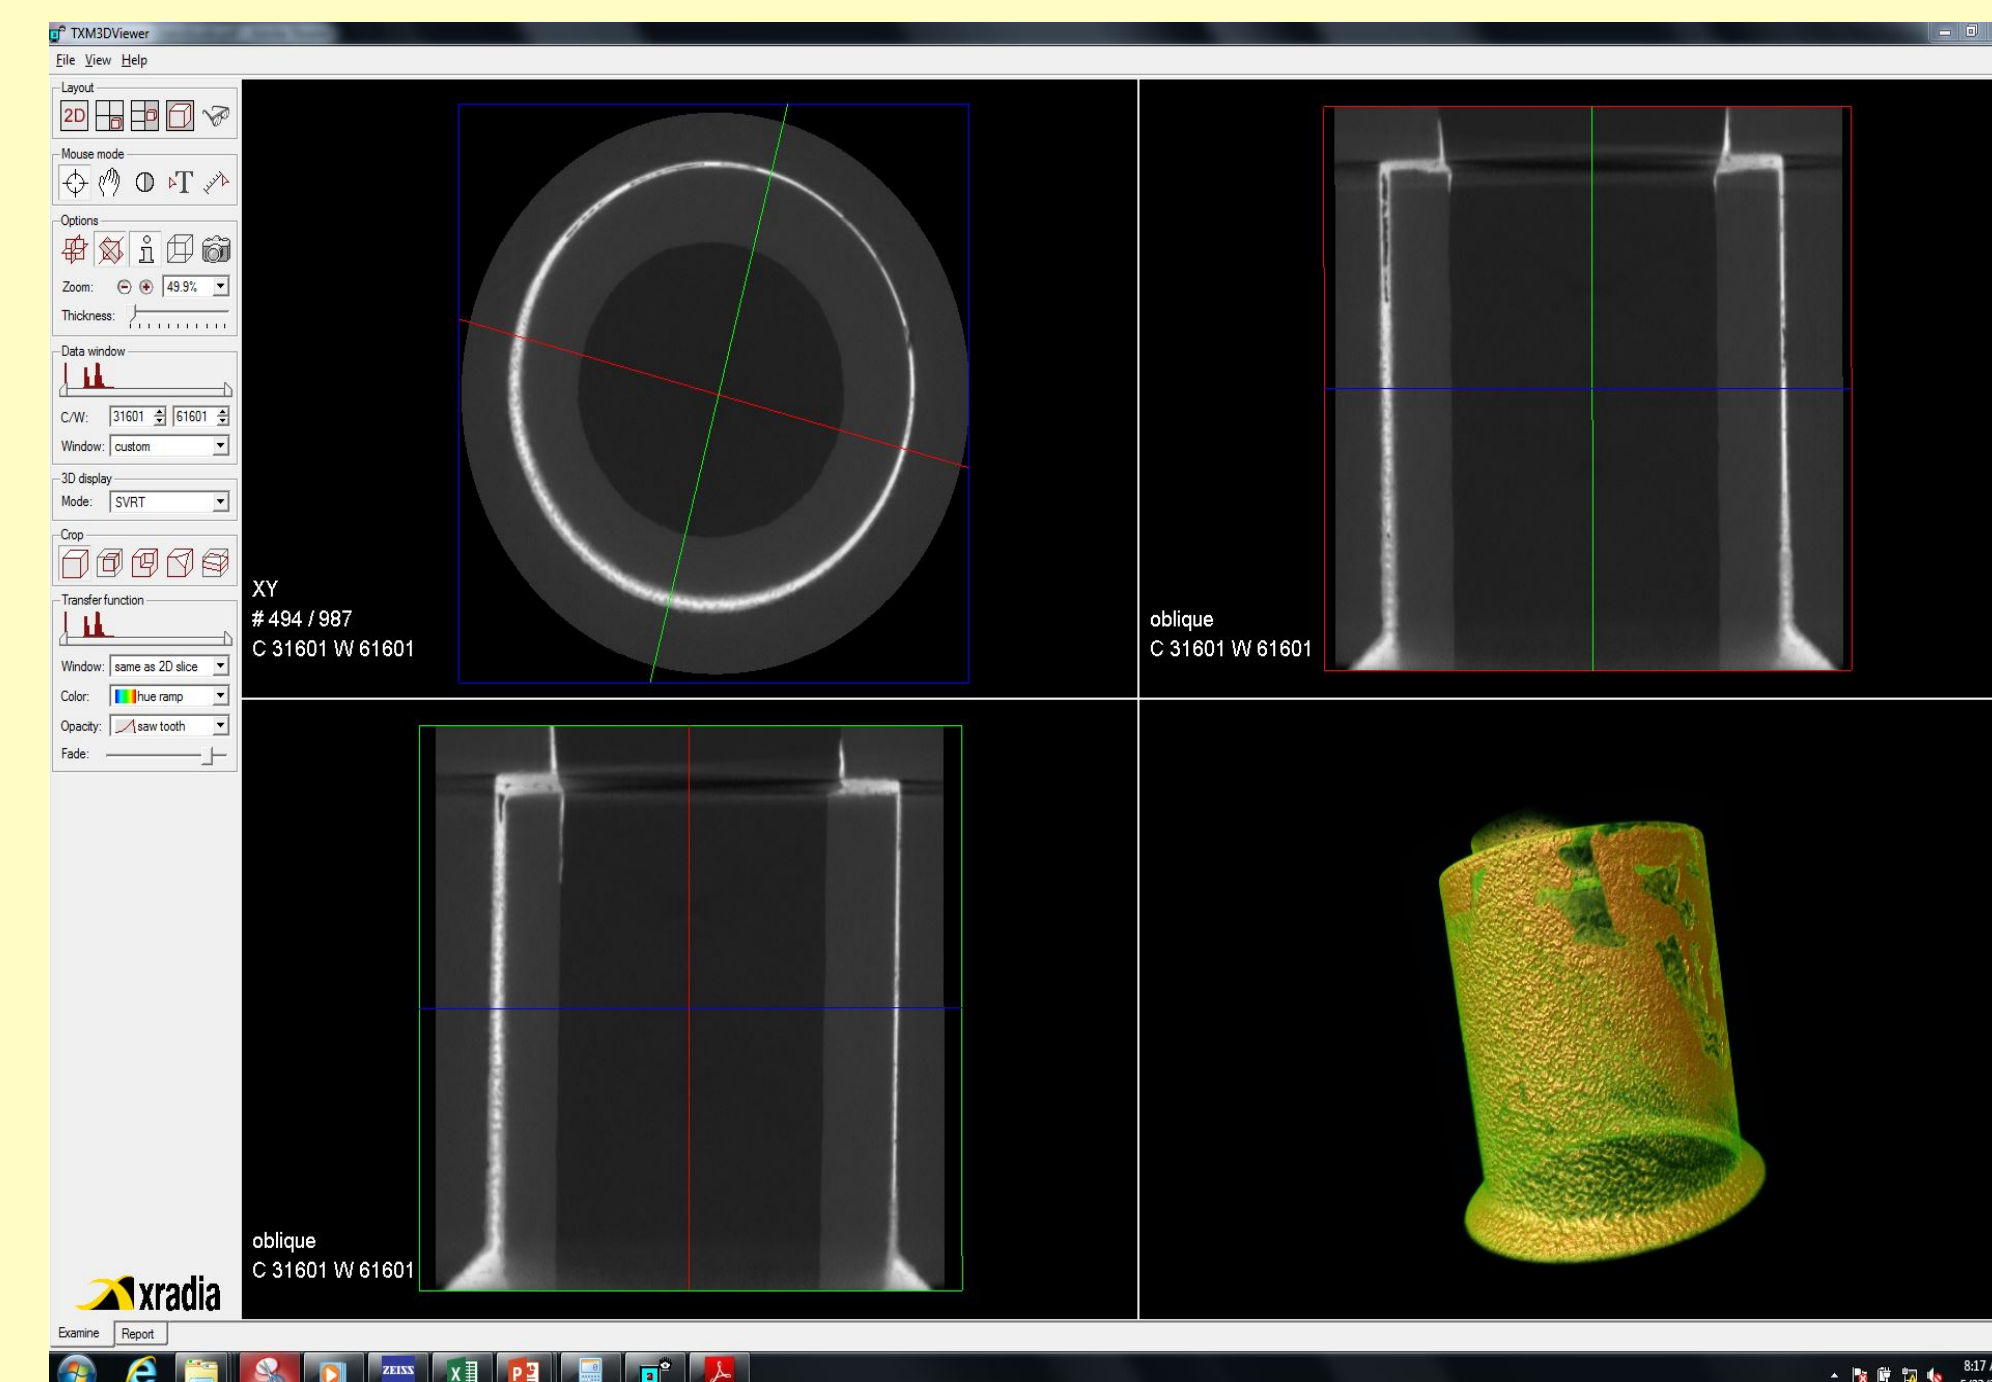 TXM3DViewer
File View Help
Layout
2D
Mouse mode
T
Options
i
Zoom: 49.9%
Thickness:
Data window
C/W: 31601 61601
Window: custom
3D display
Mode: SVRT
Crop
Transfer function
Window: same as 2D slice
Color: hue ramp
Opacity: saw tooth
Fade:
xradia
Examine Report
XY
# 494 / 987
C 31601 W 61601
oblique
C 31601 W 61601
oblique
C 31601 W 61601
ZEISS
8:17